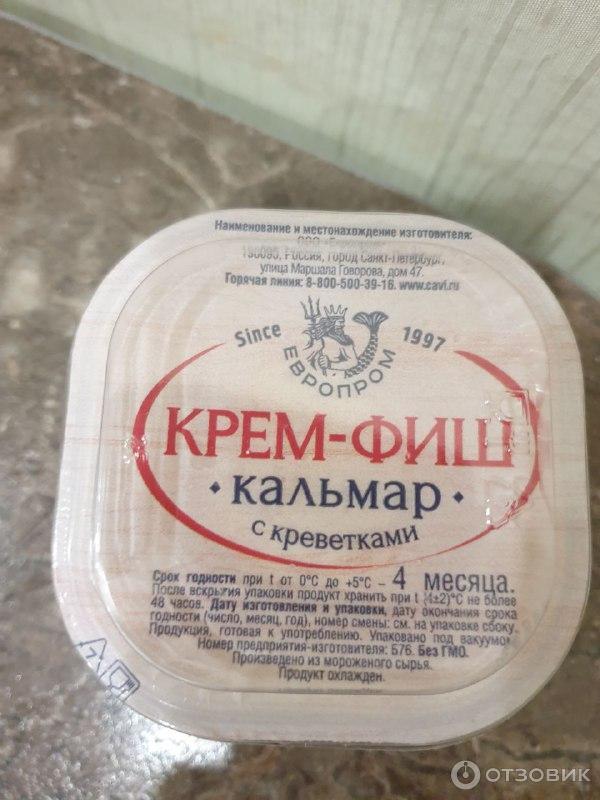 Наименование и местонахождение изготовителя:
ООО
198095, Россия, город Санкт-Петербург,
улица Маршала Говорова, дом 47.
Горячая линия: 8-800-500-39-16. www.cavi.ru
Since 1997
ЕВРОПРОМ
КРЕМ-ФИШ
• кальмар •
с креветками
Срок годности при t от 0°С до +5°С – 4 месяца.
После вскрытия упаковки продукт хранить при t (4±2)°С не более
48 часов. Дату изготовления и упаковки, дату окончания срока
годности (число, месяц, год), номер смены: см. на упаковке сбоку.
Продукция, готовая к употреблению. Упаковано под вакуумом.
Номер предприятия-изготовителя: Б76. Без ГМО.
Произведено из мороженого сырья.
Продукт охлажден.
ОТЗОВИК